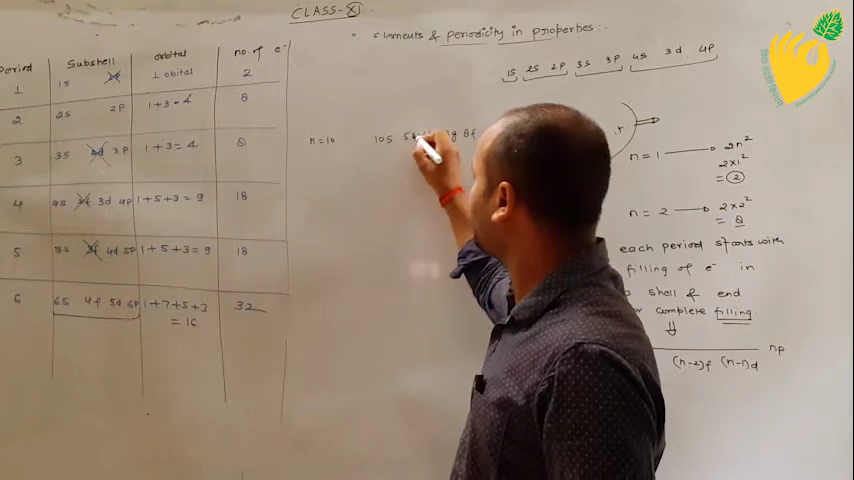 CLASS-XI
Elements & periodicity in properties :-
Period Subshell orbital no. of e-
1 1s 1 obital 2
2 2s 2p 1+3=4 8
3 3s 3p 1+3=4 8
4 4s 3d 4p 1+5+3=9 18
5 5s 4d 5p 1+5+3=9 18
6 6s 4f 5d 6p 1+7+5+3 32
=16
n=10 10s 8f
1s 2s 2p 3s 3p 4s 3d 4p
n=1 2n²
2×1²
= 2
n=2 2×2²
= 8
each period starts with
filling of e- in
shell & end
complete filling
(n-2)f (n-1)d np